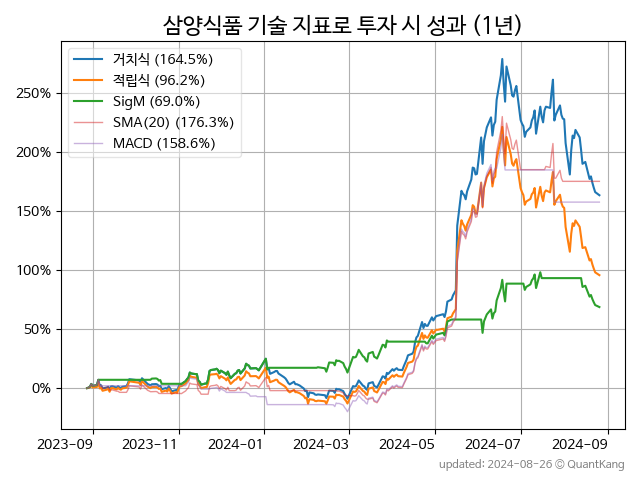 삼양식품 기술 지표로 투자 시 성과 (1년)
거치식 (164.5%)
적립식 (96.2%)
SigM (69.0%)
SMA(20) (176.3%)
MACD (158.6%)
250%
200%
150%
100%
50%
0%
2023-09 2023-11 2024-01 2024-03 2024-05 2024-07 2024-09
updated: 2024-08-26 © QuantKang